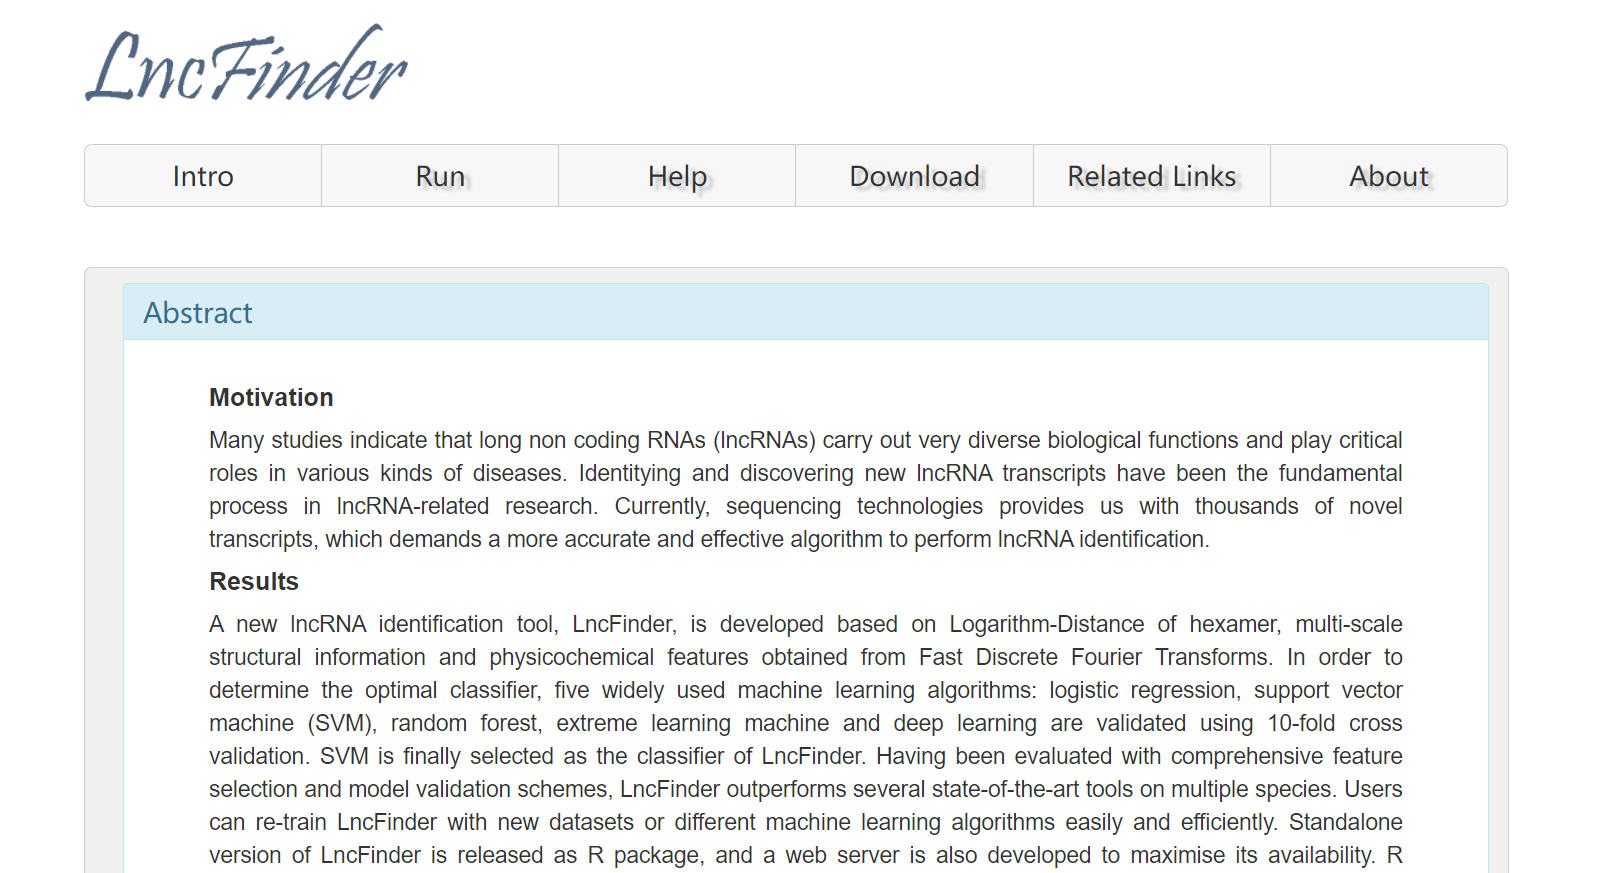 LncFinder
Intro Run Help Download Related Links About
Abstract
Motivation
Many studies indicate that long non coding RNAs (lncRNAs) carry out very diverse biological functions and play critical
roles in various kinds of diseases. Identitying and discovering new lncRNA transcripts have been the fundamental
process in lncRNA-related research. Currently, sequencing technologies provides us with thousands of novel
transcripts, which demands a more accurate and effective algorithm to perform lncRNA identification.
Results
A new lncRNA identification tool, LncFinder, is developed based on Logarithm-Distance of hexamer, multi-scale
structural information and physicochemical features obtained from Fast Discrete Fourier Transforms. In order to
determine the optimal classifier, five widely used machine learning algorithms: logistic regression, support vector
machine (SVM), random forest, extreme learning machine and deep learning are validated using 10-fold cross
validation. SVM is finally selected as the classifier of LncFinder. Having been evaluated with comprehensive feature
selection and model validation schemes, LncFinder outperforms several state-of-the-art tools on multiple species. Users
can re-train LncFinder with new datasets or different machine learning algorithms easily and efficiently. Standalone
version of LncFinder is released as R package, and a web server is also developed to maximise its availability. R